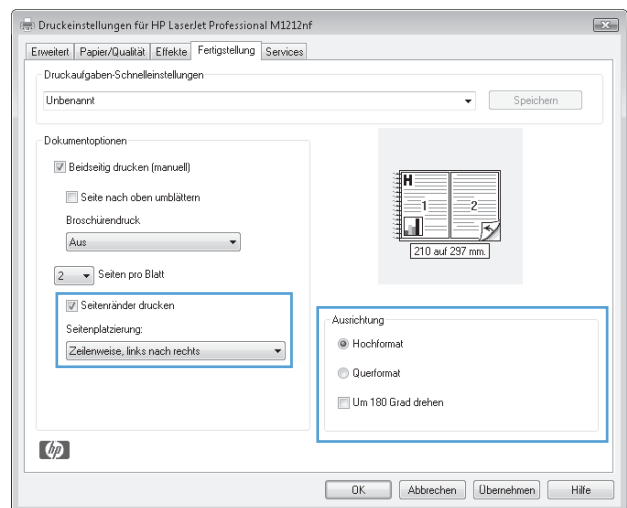 Druckeinstellungen für HP LaserJet Professional M1212nf
Erweitert Papier/Qualität Effekte Fertigstellung Services
Druckaufgaben-Schnelleinstellungen
Unbenannt Speichern
Dokumentoptionen
Beidseitig drucken (manuell)
Seite nach oben umblättern
Broschürendruck
Aus
2 Seiten pro Blatt
Seitenränder drucken
Seitenplatzierung:
Zeilenweise, links nach rechts
H
1 2
210 auf 297 mm.
Ausrichtung
Hochformat
Querformat
Um 180 Grad drehen
hp
OK Abbrechen Übernehmen Hilfe